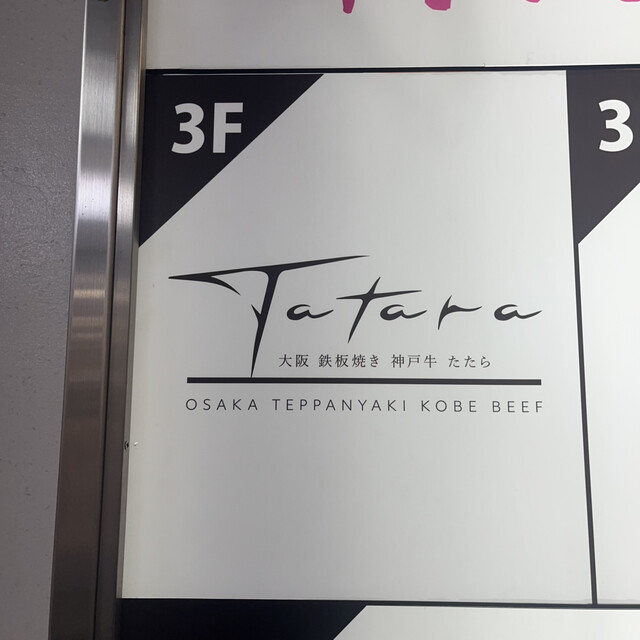 3F
3
Tatara
大阪 鉄板焼き 神戸牛 たたら
OSAKA TEPPANYAKI KOBE BEEF